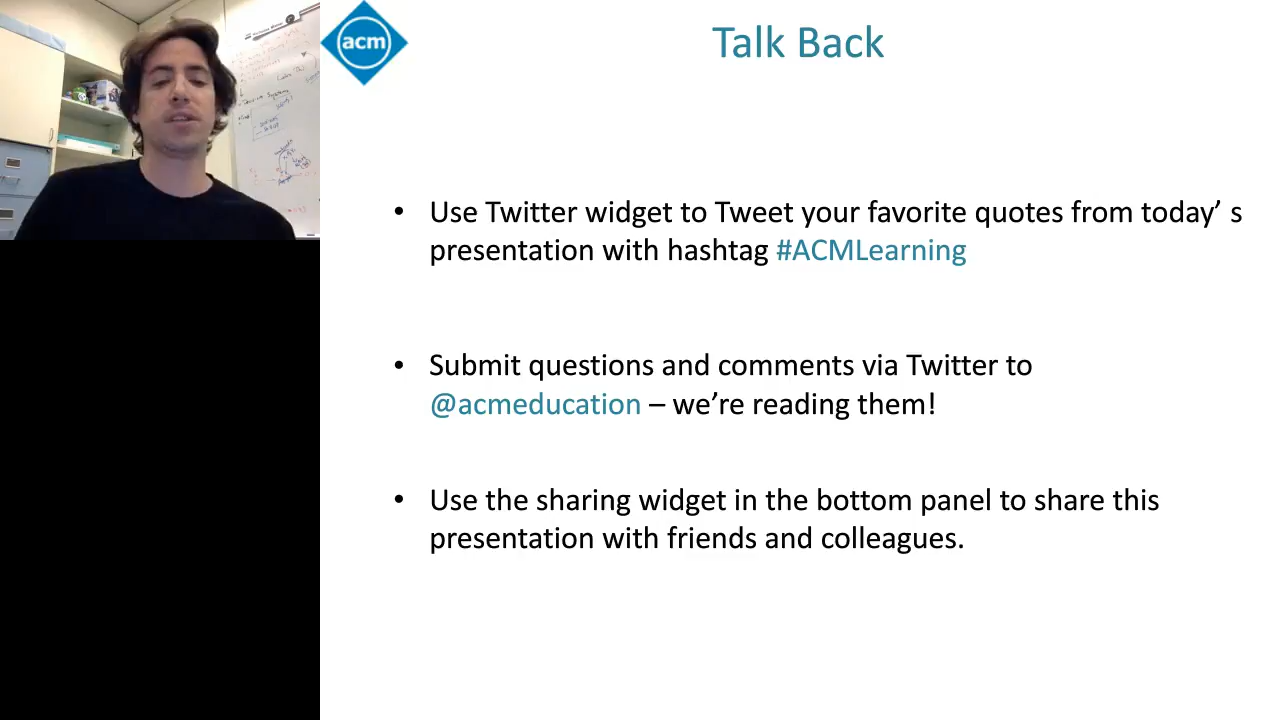 acm
Talk Back
• Use Twitter widget to Tweet your favorite quotes from today’ s
presentation with hashtag #ACMLearning
• Submit questions and comments via Twitter to
@acmeducation – we’re reading them!
• Use the sharing widget in the bottom panel to share this
presentation with friends and colleagues.